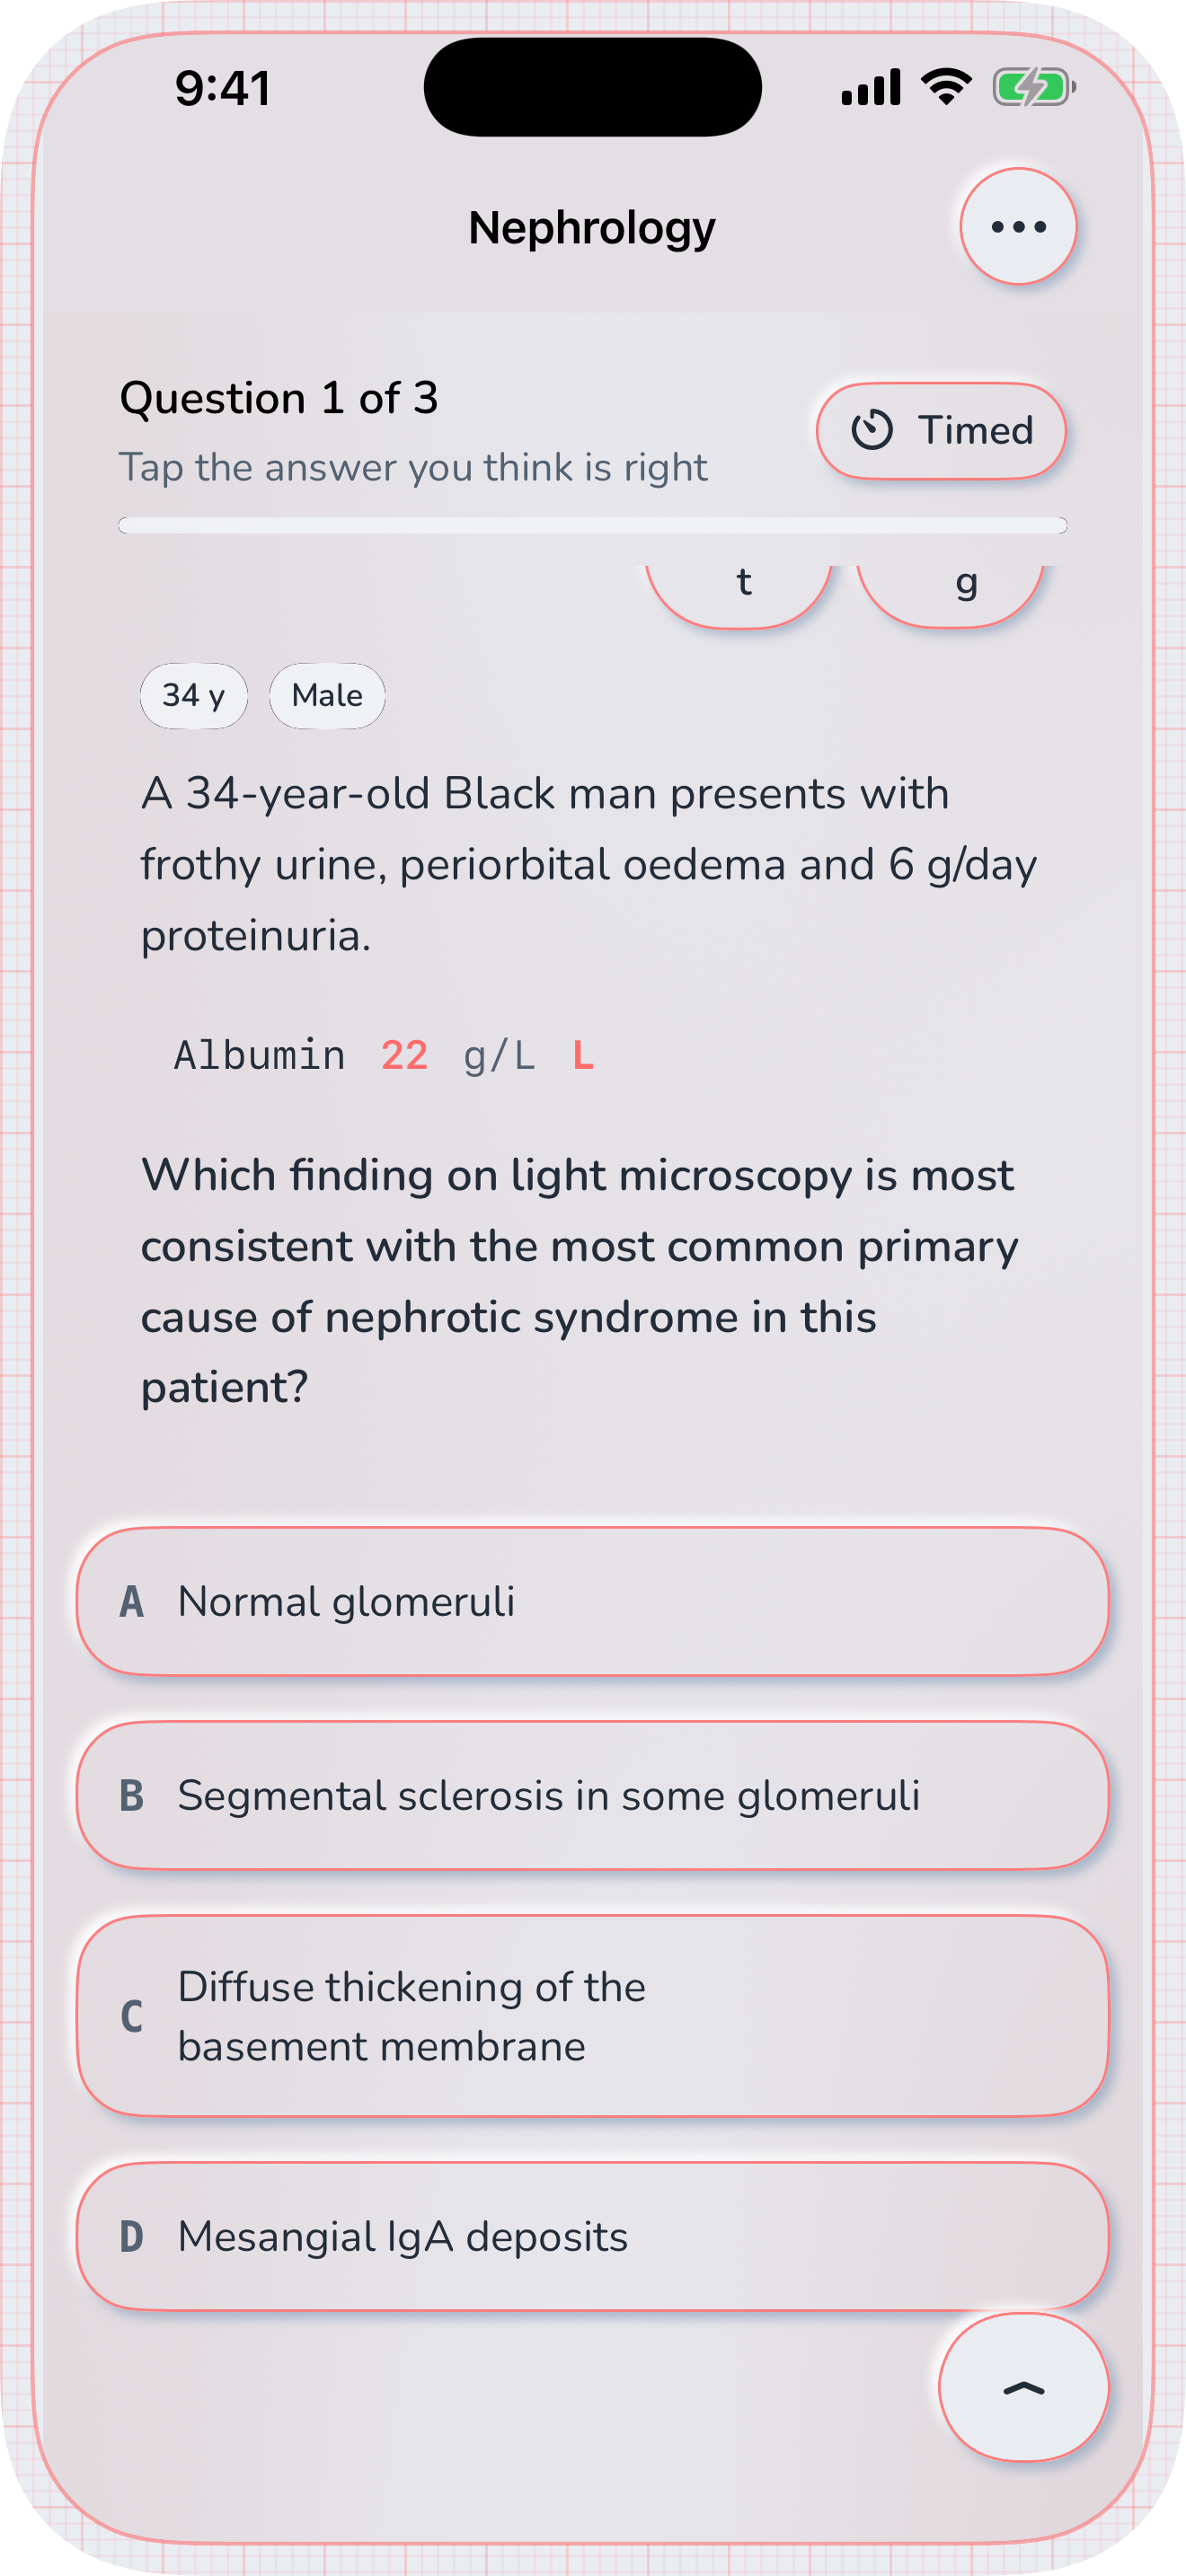 9:41
Nephrology
Question 1 of 3
Timed
Tap the answer you think is right
t g
34 y Male
A 34-year-old Black man presents with
frothy urine, periorbital oedema and 6 g/day
proteinuria.
Albumin 22 g/L L
Which finding on light microscopy is most
consistent with the most common primary
cause of nephrotic syndrome in this
patient?
A Normal glomeruli
B Segmental sclerosis in some glomeruli
C Diffuse thickening of the
basement membrane
D Mesangial IgA deposits